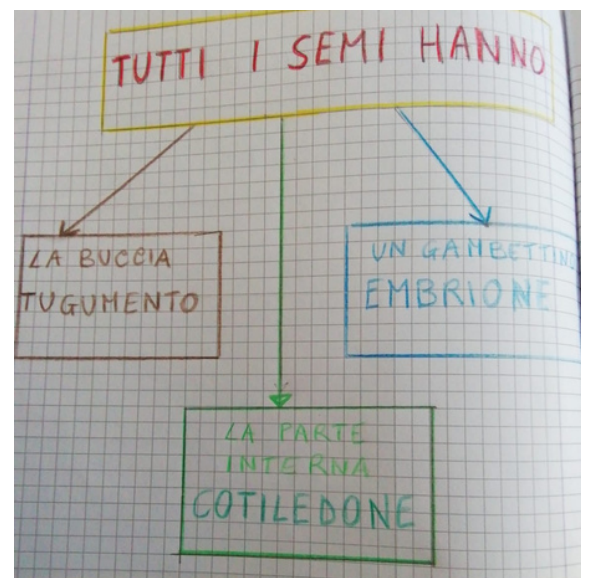 TUTTI I SEMI HANNO
LA BUCCIA
TUGUMENTO
UN GAMBETTINO
EMBRIONE
LA PARTE
INTERNA
COTILEDONE